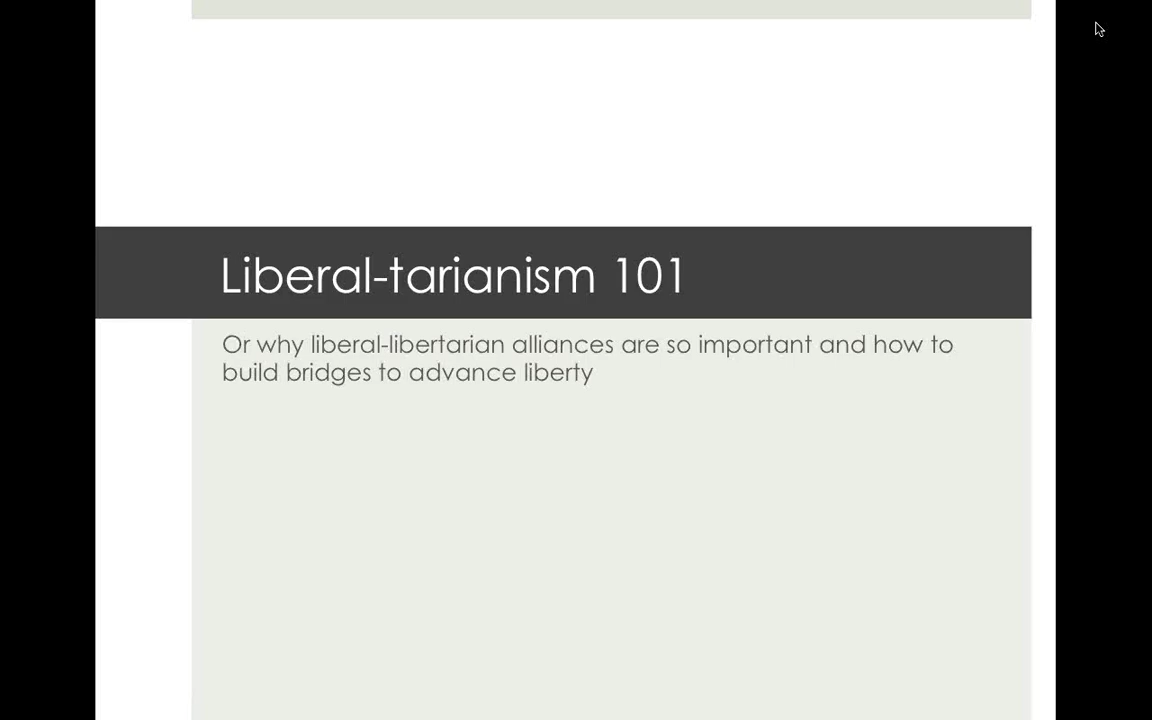 Liberal-tarianism 101
Or why liberal-libertarian alliances are so important and how to
build bridges to advance liberty